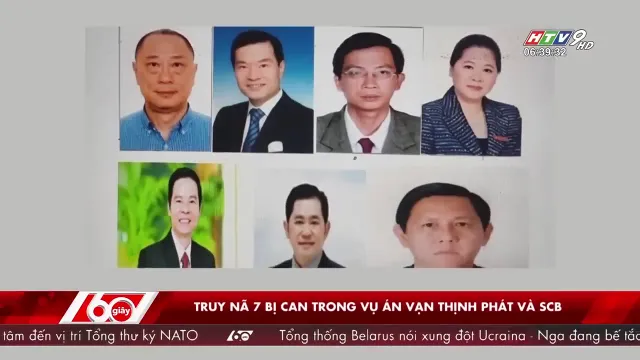 HTV9 HD
06:39:32
60 giây
TRUY NÃ 7 BỊ CAN TRONG VỤ ÁN VẠN THỊNH PHÁT VÀ SCB
tâm đến vị trí Tổng thư ký NATO 60 Tổng thống Belarus nói xung đột Ucraina - Nga đang bế tắc